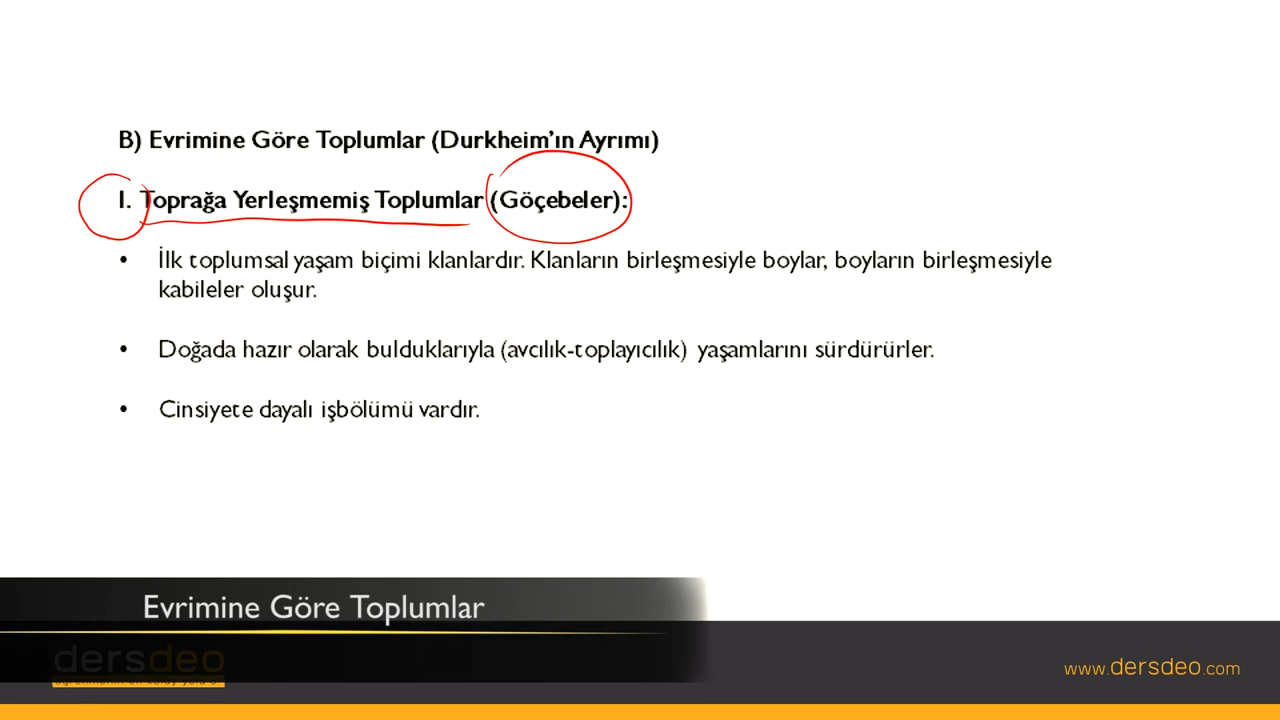 B) Evrimine Göre Toplumlar (Durkheim’ın Ayrımı)
I. Toprağa Yerleşmemiş Toplumlar (Göçebeler):
• İlk toplumsal yaşam biçimi klanlardır. Klanların birleşmesiyle boylar, boyların birleşmesiyle
kabileler oluşur.
• Doğada hazır olarak bulduklarıyla (avcılık-toplayıcılık) yaşamlarını sürdürürler.
• Cinsiyete dayalı işbölümü vardır.
Evrimine Göre Toplumlar
dersdeo
www.dersdeo.com